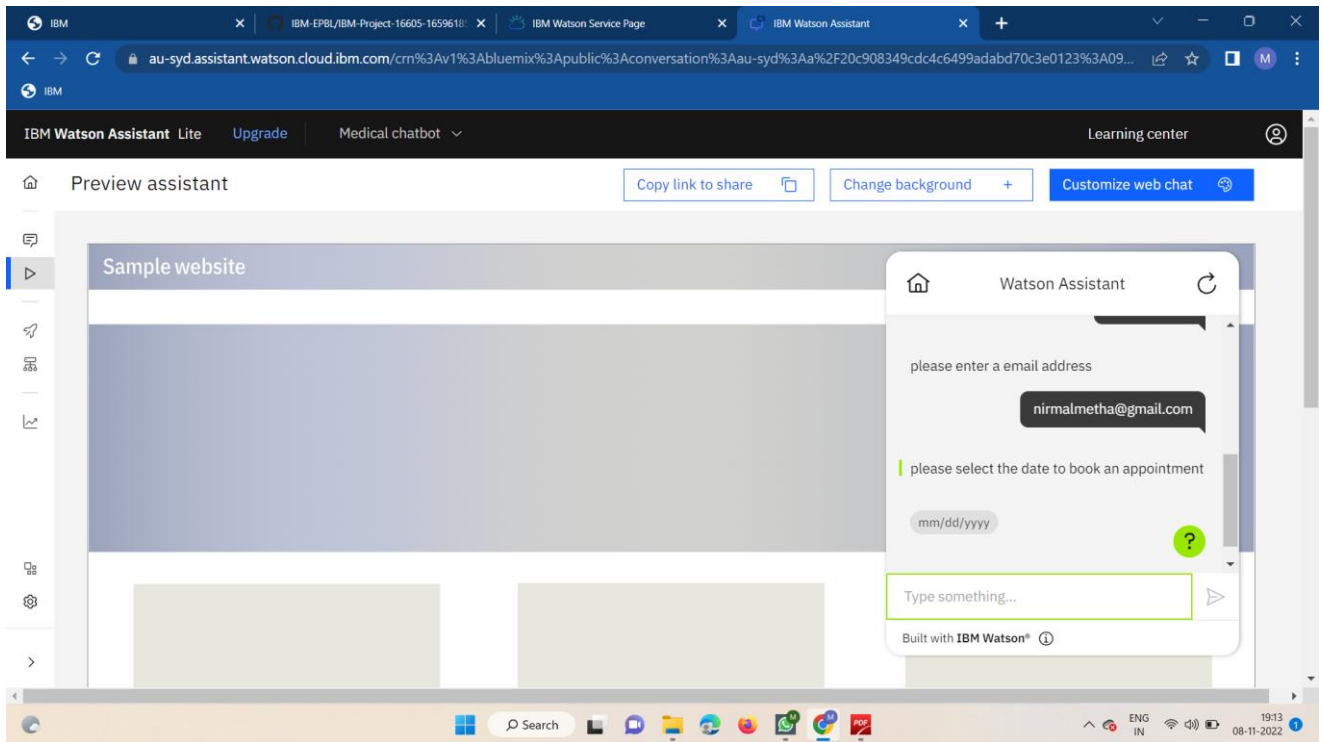 IBM
IBM-EPBL/IBM-Project-16605-1659618
IBM Watson Service Page
IBM Watson Assistant
au-syd.assistant.watson.cloud.ibm.com/crn%3Av1%3Abluemix%3Apublic%3Aconversation%3Aau-syd%3Aa%2F20c908349cdc4c6499adabd70c3e0123%3A09...
M
IBM
IBM Watson Assistant Lite Upgrade Medical chatbot Learning center
Preview assistant Copy link to share Change background + Customize web chat
Sample website
Watson Assistant
please enter a email address
nirmalmetha@gmail.com
please select the date to book an appointment
mm/dd/yyyy
?
Type something...
Built with IBM Watson®
Search
ENG
IN
19:13
08-11-2022
1